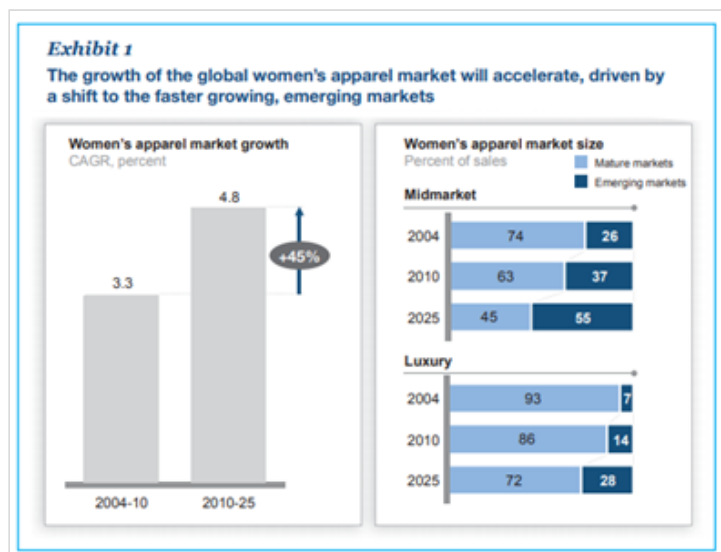 Exhibit 1
The growth of the global women's apparel market will accelerate, driven by
a shift to the faster growing, emerging markets
Women's apparel market growth
CAGR, percent
4.8
+45%
3.3
2004-10 2010-25
Women's apparel market size
Percent of sales
Mature markets
Emerging markets
Midmarket
2004 74 26
2010 63 37
2025 45 55
Luxury
2004 93 7
2010 86 14
2025 72 28